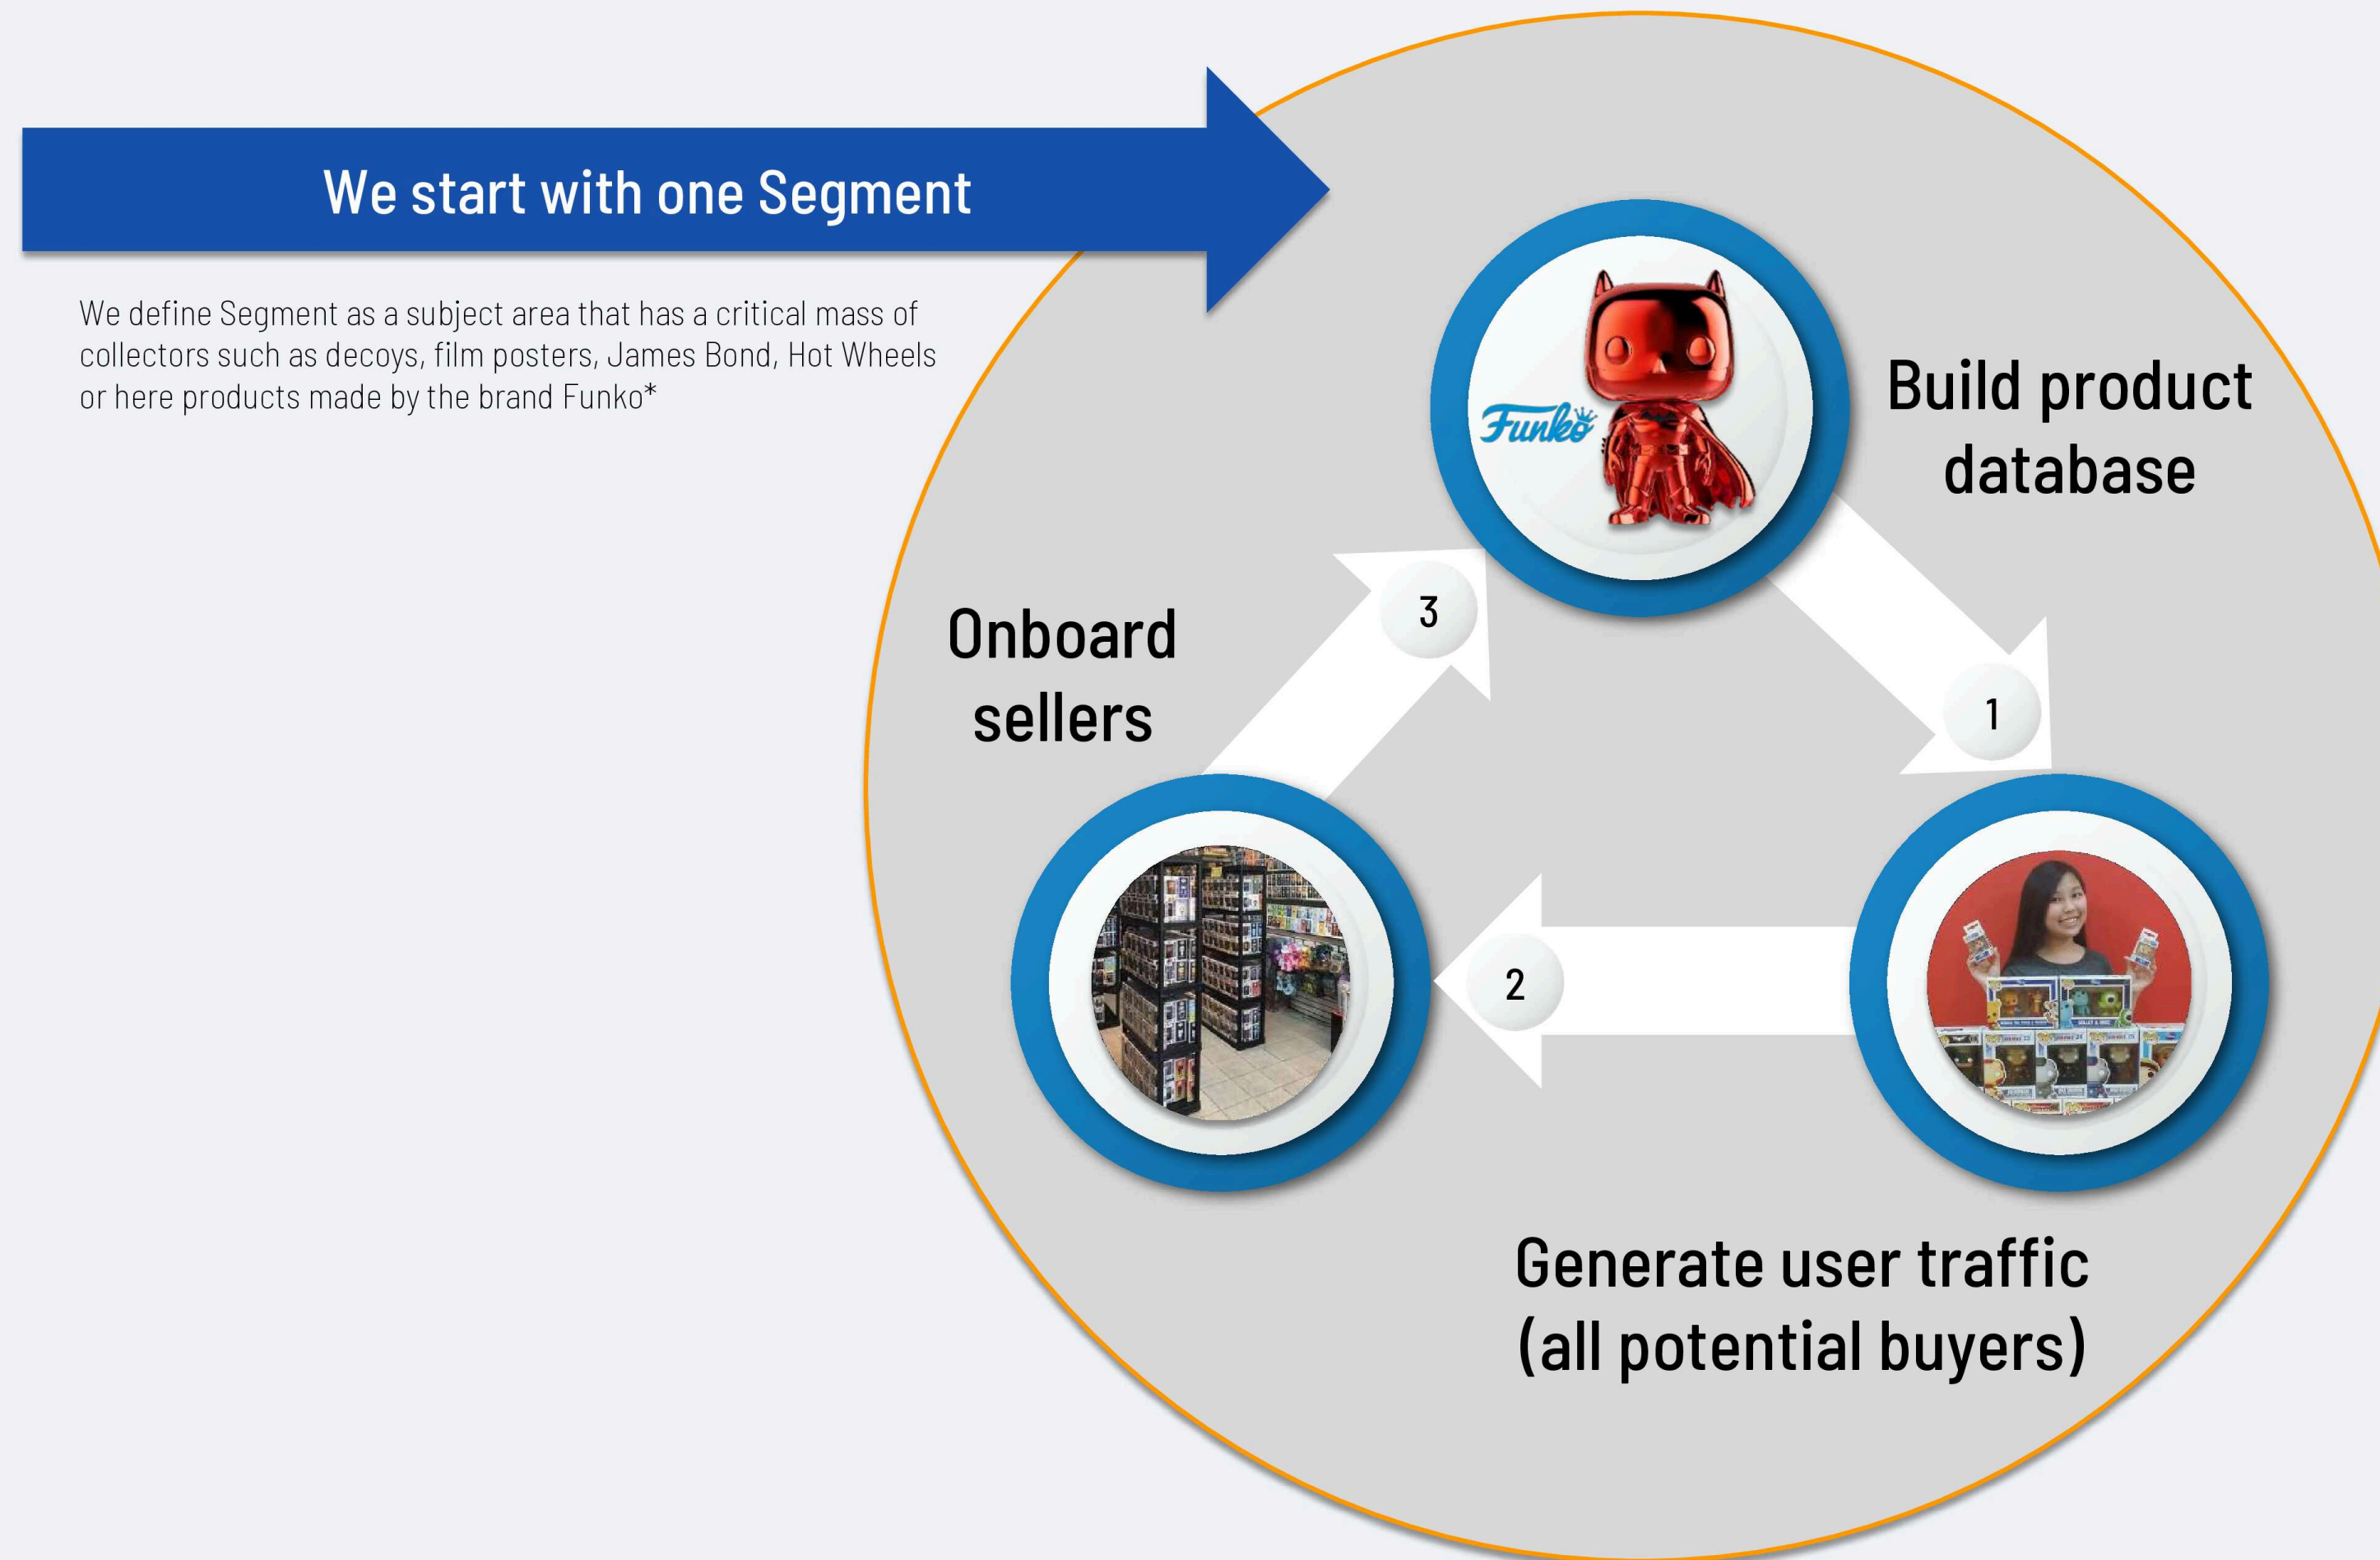 We start with one Segment
We define Segment as a subject area that has a critical mass of
collectors such as decoys, film posters, James Bond, Hot Wheels
or here products made by the brand Funko*
Funko
Build product
database
1
Onboard
sellers
3
2
Generate user traffic
(all potential buyers)